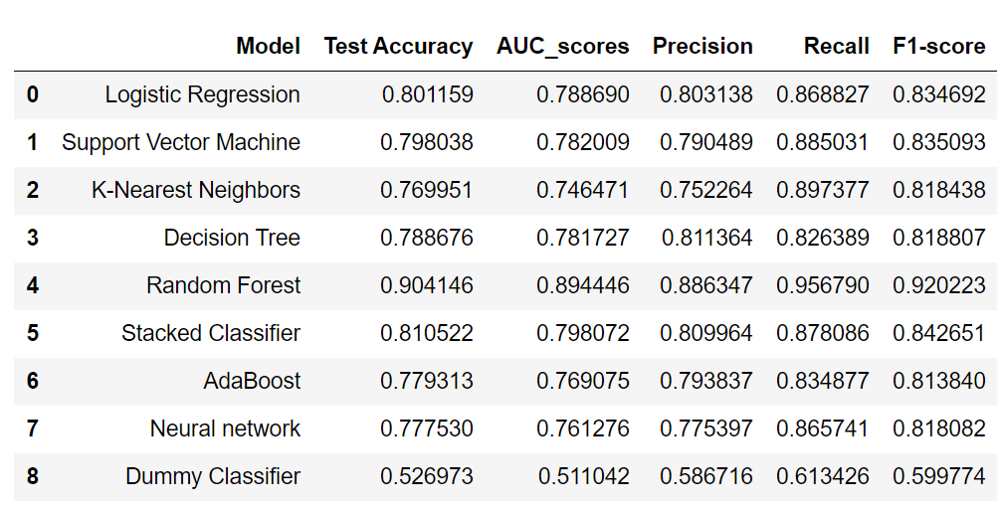 Model Test Accuracy AUC_scores Precision Recall F1-score
0 Logistic Regression 0.801159 0.788690 0.803138 0.868827 0.834692
1 Support Vector Machine 0.798038 0.782009 0.790489 0.885031 0.835093
2 K-Nearest Neighbors 0.769951 0.746471 0.752264 0.897377 0.818438
3 Decision Tree 0.788676 0.781727 0.811364 0.826389 0.818807
4 Random Forest 0.904146 0.894446 0.886347 0.956790 0.920223
5 Stacked Classifier 0.810522 0.798072 0.809964 0.878086 0.842651
6 AdaBoost 0.779313 0.769075 0.793837 0.834877 0.813840
7 Neural network 0.777530 0.761276 0.775397 0.865741 0.818082
8 Dummy Classifier 0.526973 0.511042 0.586716 0.613426 0.599774